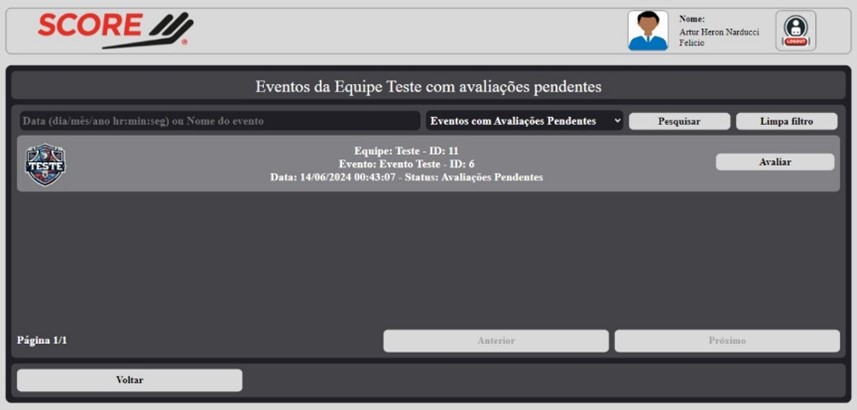 SCORE
Nome:
Artur Heron Narducci
Felicio
LOGOUT
Eventos da Equipe Teste com avaliações pendentes
Data (dia/mês/ano hr:min:seg) ou Nome do evento
Eventos com Avaliações Pendentes
Pesquisar
Limpa filtro
TESTE
Equipe: Teste - ID: 11
Evento: Evento Teste - ID: 6
Data: 14/06/2024 00:43:07 - Status: Avaliações Pendentes
Avaliar
Página 1/1
Anterior
Próximo
Voltar